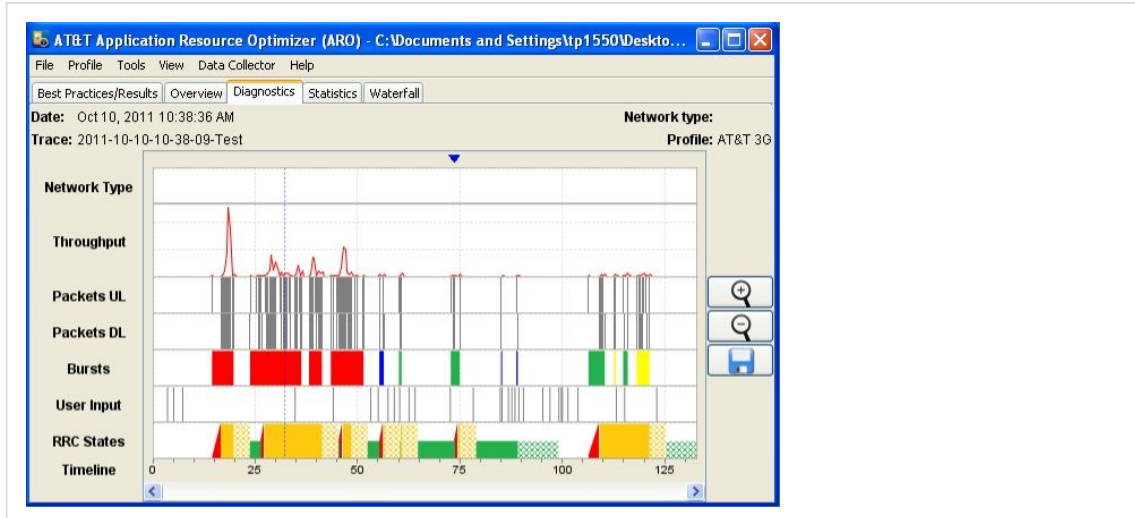 AT&T Application Resource Optimizer (ARO) - C:\Documents and Settings\tp1550\Deskto...
File Profile Tools View Data Collector Help
Best Practices/Results Overview Diagnostics Statistics Waterfall
Date: Oct 10, 2011 10:38:36 AM Network type:
Trace: 2011-10-10-10-38-09-Test Profile: AT&T 3G
Network Type
Throughput
Packets UL
Packets DL
Bursts
User Input
RRC States
Timeline 0 25 50 75 100 125